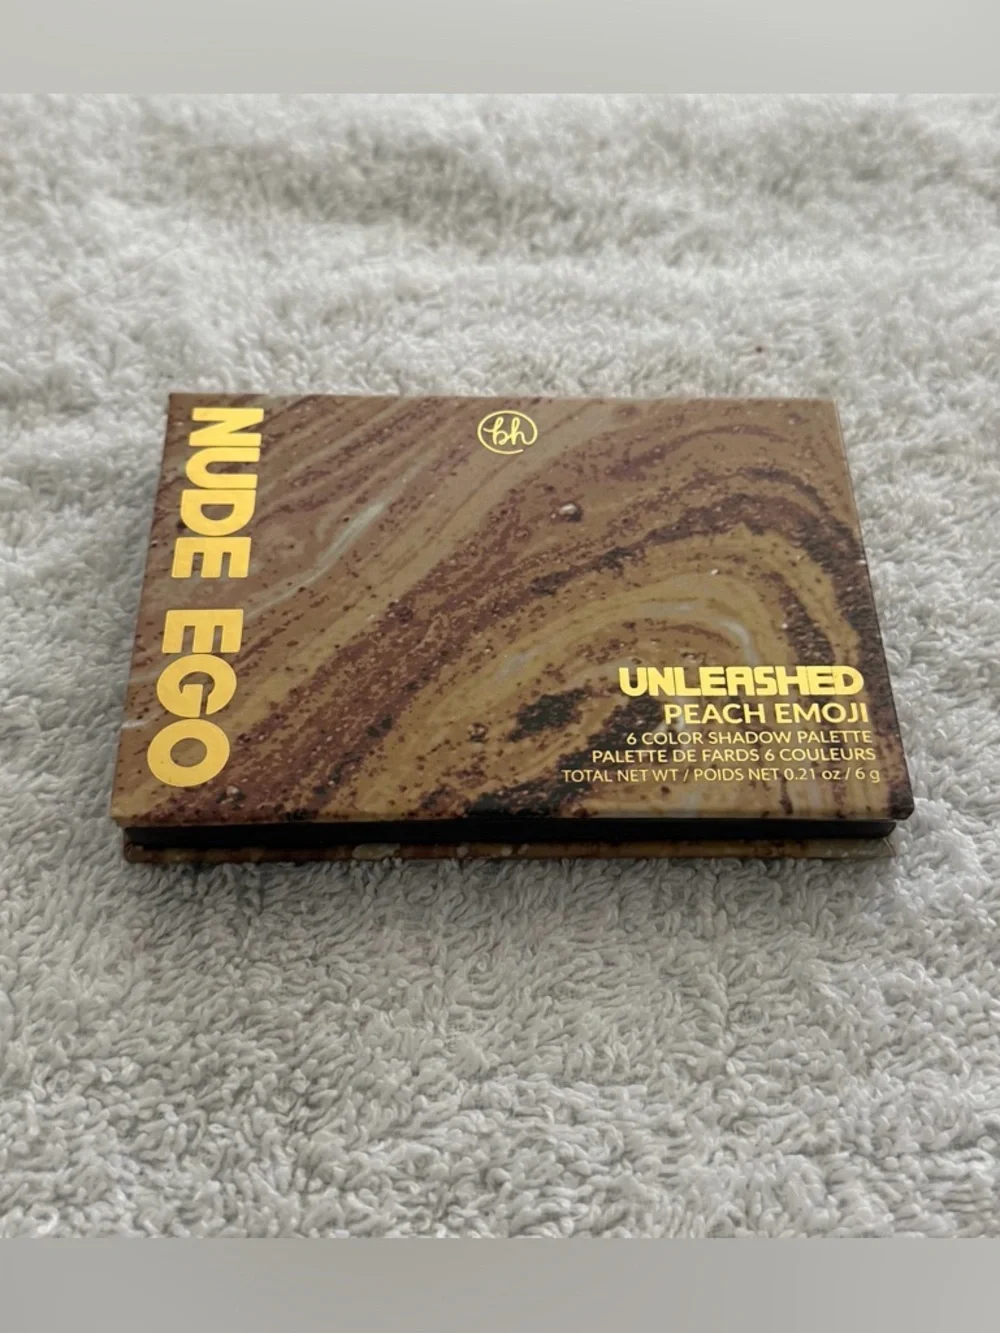 NUDE EGO
bh
UNLEASHED
PEACH EMOJI
6 COLOR SHADOW PALETTE
PALETTE DE FARDS 6 COULEURS
TOTAL NET WT / POIDS NET 0.21 oz / 6 g